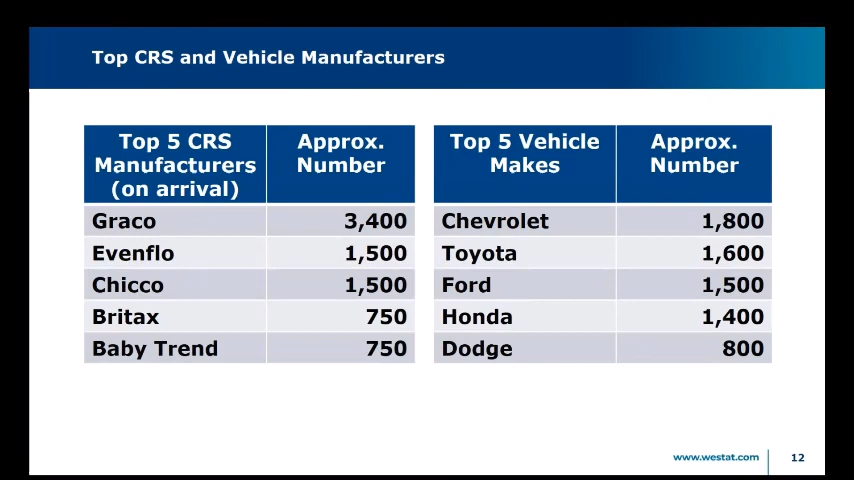 Top CRS and Vehicle Manufacturers
Top 5 CRS
Manufacturers
(on arrival)
Approx.
Number
Graco 3,400
Evenflo 1,500
Chicco 1,500
Britax 750
Baby Trend 750
Top 5 Vehicle
Makes
Approx.
Number
Chevrolet 1,800
Toyota 1,600
Ford 1,500
Honda 1,400
Dodge 800
www.westat.com 12